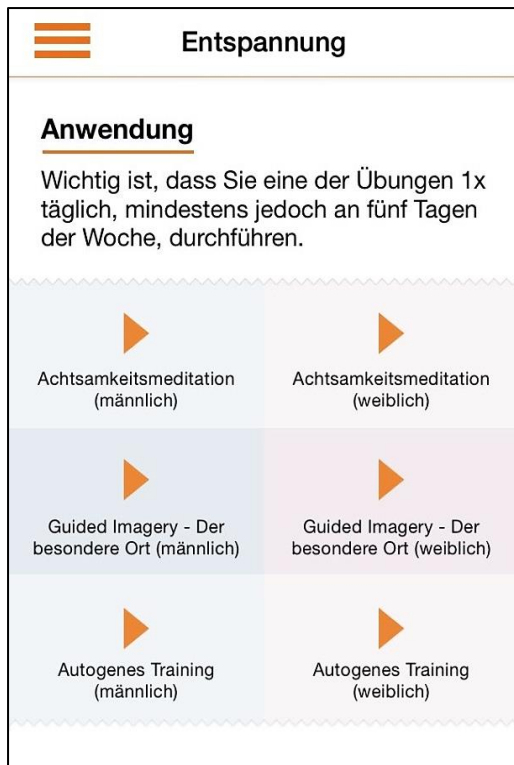 Entspannung
Anwendung
Wichtig ist, dass Sie eine der Übungen 1x
täglich, mindestens jedoch an fünf Tagen
der Woche, durchführen.
Achtsamkeitsmeditation
(männlich)
Achtsamkeitsmeditation
(weiblich)
Guided Imagery - Der
besondere Ort (männlich)
Guided Imagery - Der
besondere Ort (weiblich)
Autogenes Training
(männlich)
Autogenes Training
(weiblich)